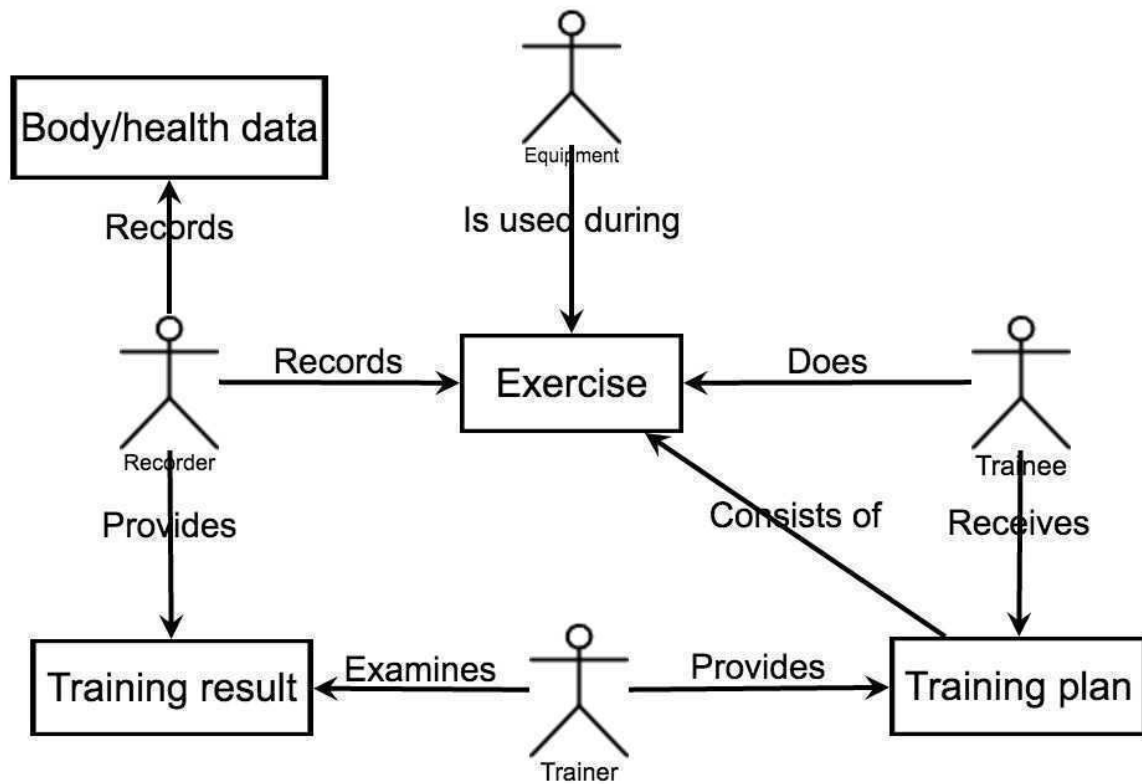 Body/health data
Equipment
Records
Is used during
Records
Exercise
Does
Recorder
Trainee
Provides
Consists of
Receives
Training result
Examines
Provides
Training plan
Trainer